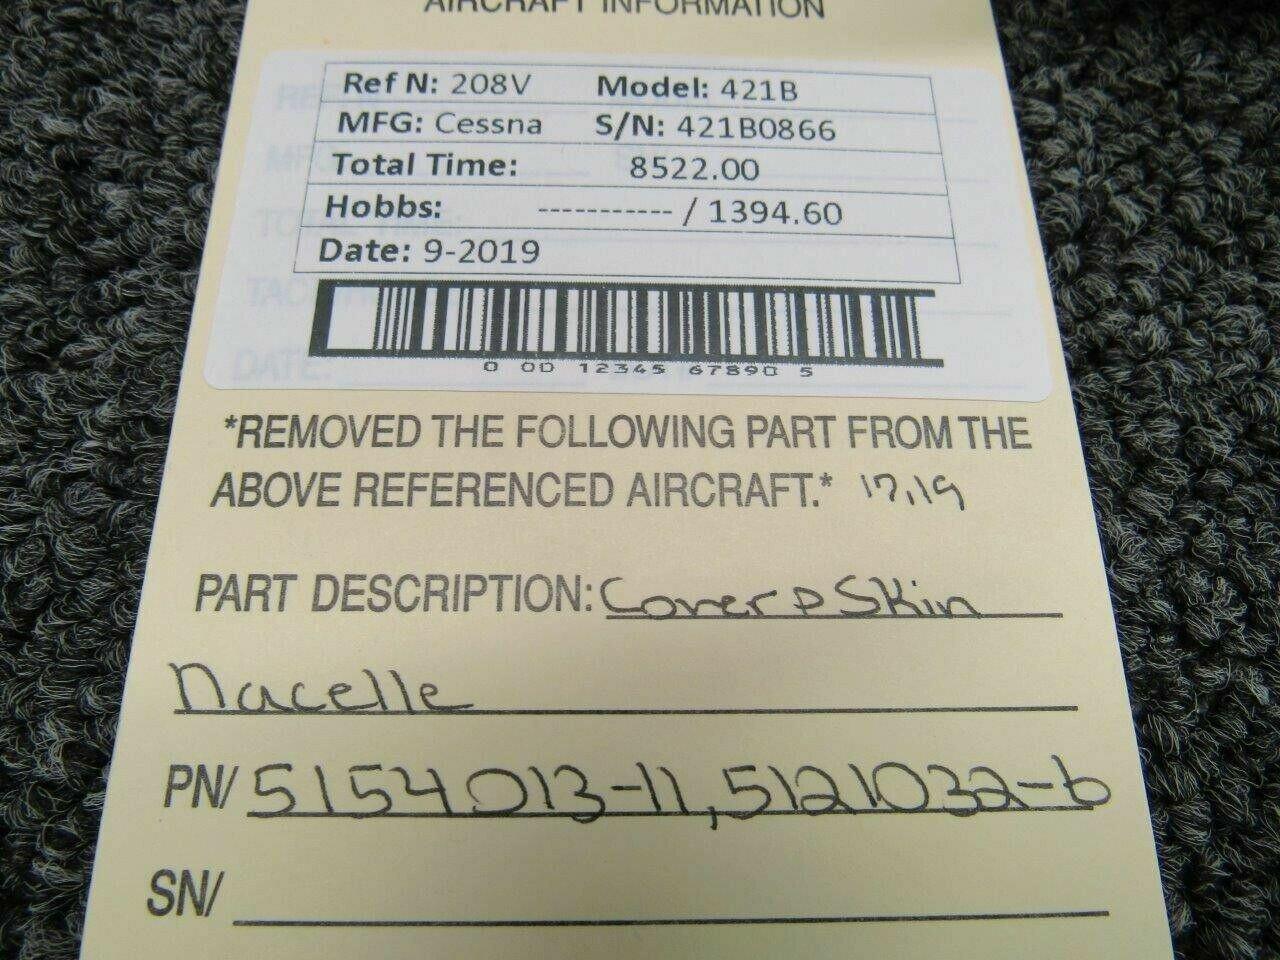 AIRCRAFT INFORMATION
Ref N: 208V Model: 421B
MFG: Cessna S/N: 421B0866
Total Time: 8522.00
Hobbs: ----------- / 1394.60
Date: 9-2019
0 00 12345 67890 5
*REMOVED THE FOLLOWING PART FROM THE
ABOVE REFERENCED AIRCRAFT.* 17,19
PART DESCRIPTION: Cover Skin
Nacelle
PN/ 5154013-11, 5121032-6
SN/